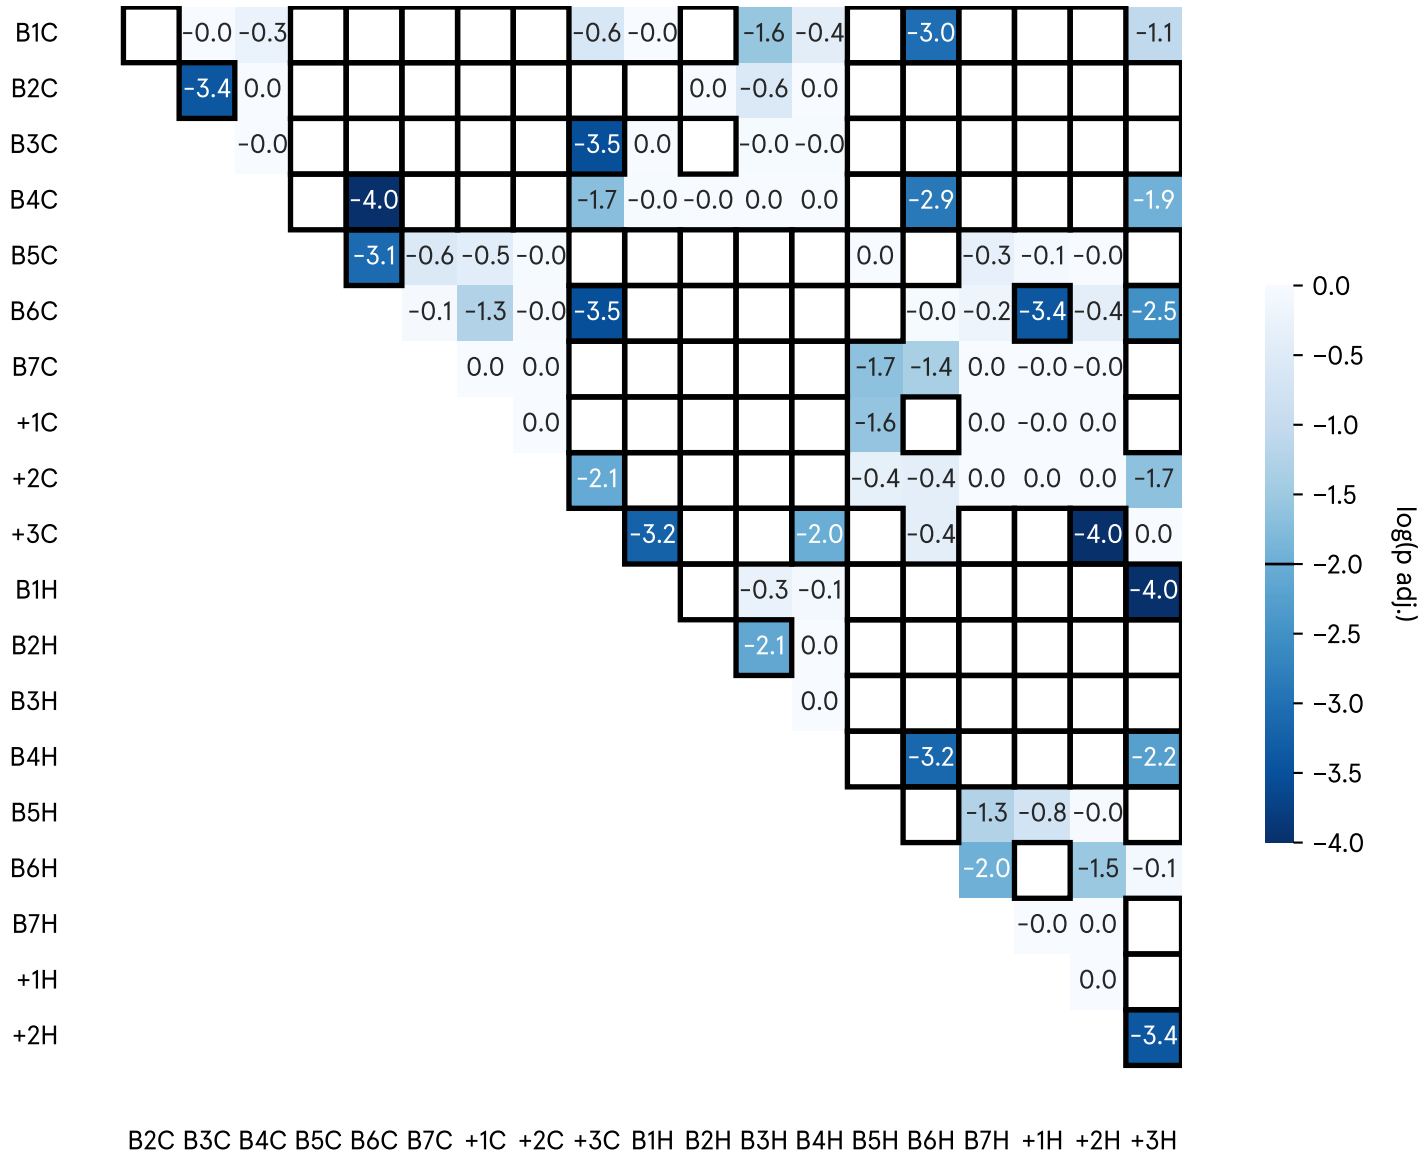 B1C -0.0 -0.3 -0.6 -0.0 -1.6 -0.4 -3.0 -1.1
B2C -3.4 0.0 0.0 -0.6 0.0
B3C -0.0 -3.5 0.0 -0.0 -0.0
B4C -4.0 -1.7 -0.0 -0.0 0.0 0.0 -2.9 -1.9
B5C -3.1 -0.6 -0.5 -0.0 0.0 -0.3 -0.1 -0.0
B6C -0.1 -1.3 -0.0 -3.5 -0.0 -0.2 -3.4 -0.4 -2.5
B7C 0.0 0.0 -1.7 -1.4 0.0 -0.0 -0.0
+1C 0.0 -1.6 0.0 -0.0 0.0
+2C -2.1 -0.4 -0.4 0.0 0.0 0.0 -1.7
+3C -3.2 -2.0 -0.4 -4.0 0.0
B1H -0.3 -0.1 -4.0
B2H -2.1 0.0
B3H 0.0
B4H -3.2 -2.2
B5H -1.3 -0.8 -0.0
B6H -2.0 -1.5 -0.1
B7H -0.0 0.0
+1H 0.0
+2H -3.4
B2C B3C B4C B5C B6C B7C +1C +2C +3C B1H B2H B3H B4H B5H B6H B7H +1H +2H +3H
0.0
-0.5
-1.0
-1.5
-2.0
-2.5
-3.0
-3.5
-4.0
log(p adj.)